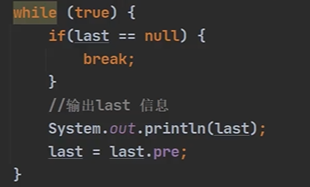 while (true) {
if(last == null) {
break;
}
//输出last 信息
System.out.println(last);
last = last.pre;
}